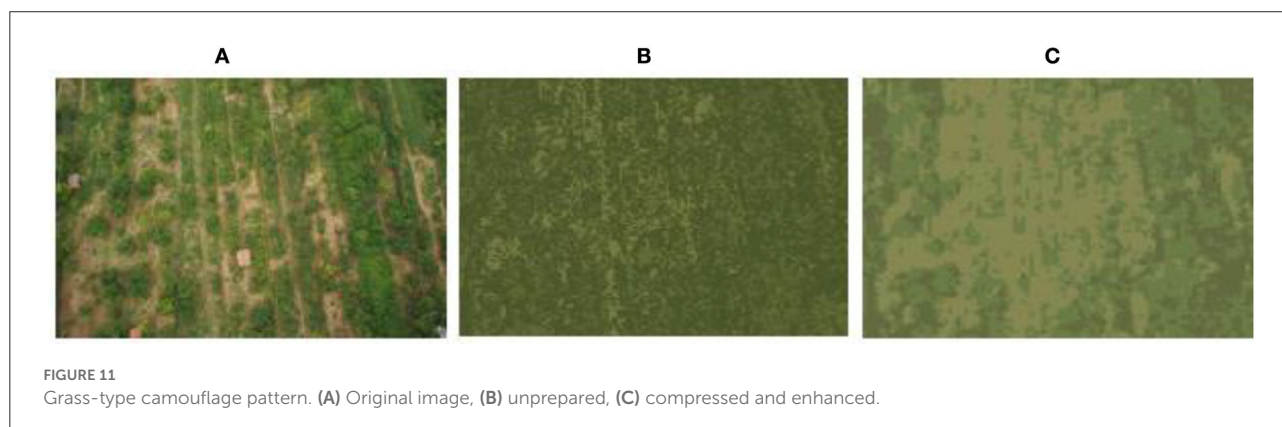 A B C
FIGURE 11
Grass-type camouflage pattern. (A) Original image, (B) unprepared, (C) compressed and enhanced.